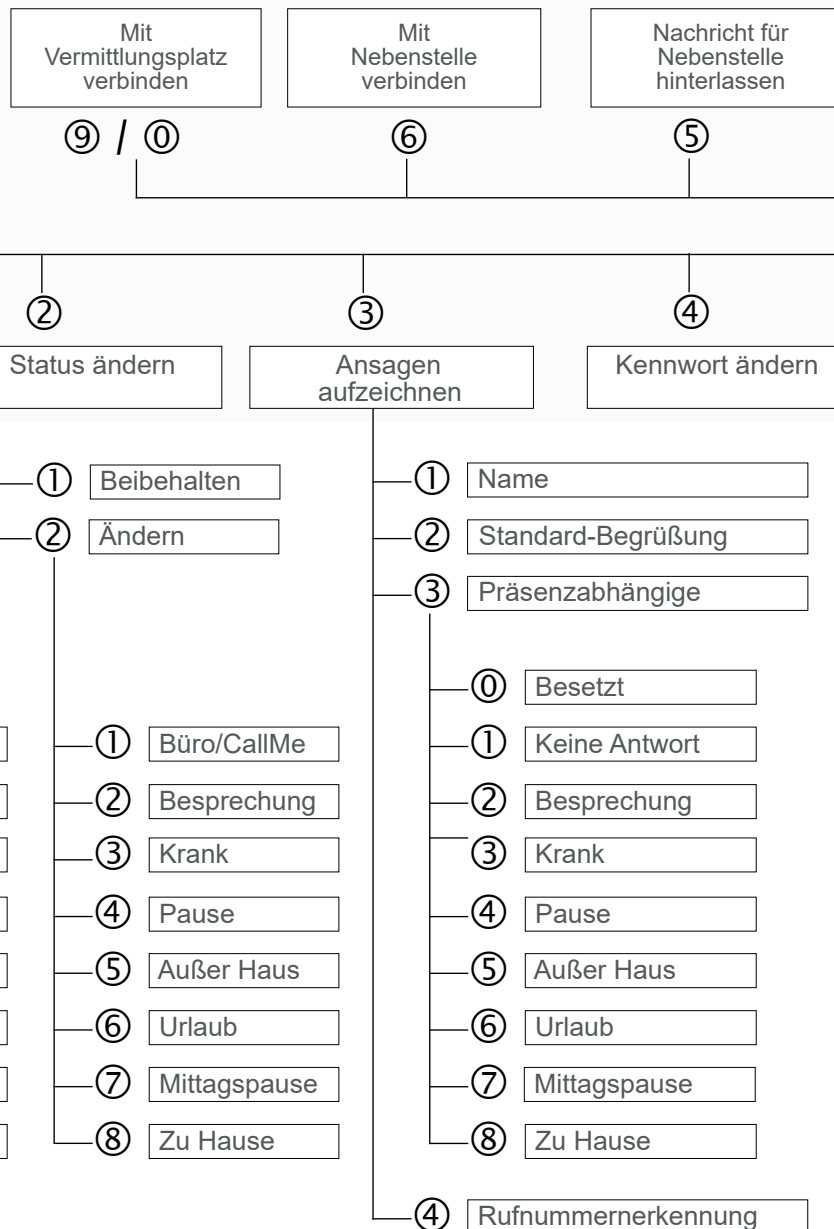 Mit
Vermittlungsplatz
verbinden
Mit
Nebenstelle
verbinden
Nachricht für
Nebenstelle
hinterlassen
⑨ / ⓪
⑥
⑤
②
③
④
Status ändern
Ansagen
aufzeichnen
Kennwort ändern
① Beibehalten
② Ändern
① Büro/CallMe
② Besprechung
③ Krank
④ Pause
⑤ Außer Haus
⑥ Urlaub
⑦ Mittagspause
⑧ Zu Hause
① Name
② Standard-Begrüßung
③ Präsenzabhängige
⓪ Besetzt
① Keine Antwort
② Besprechung
③ Krank
④ Pause
⑤ Außer Haus
⑥ Urlaub
⑦ Mittagspause
⑧ Zu Hause
④ Rufnummernerkennung